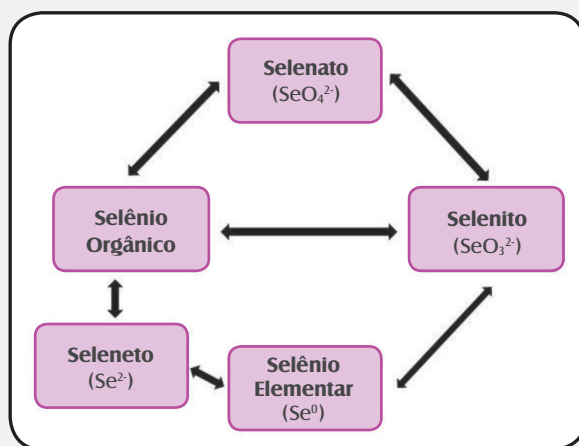 Selenato
(SeO₄²⁻)
Selênio
Orgânico
Selenito
(SeO₃²⁻)
Seleneto
(Se²⁻)
Selênio
Elementar
(Se⁰)